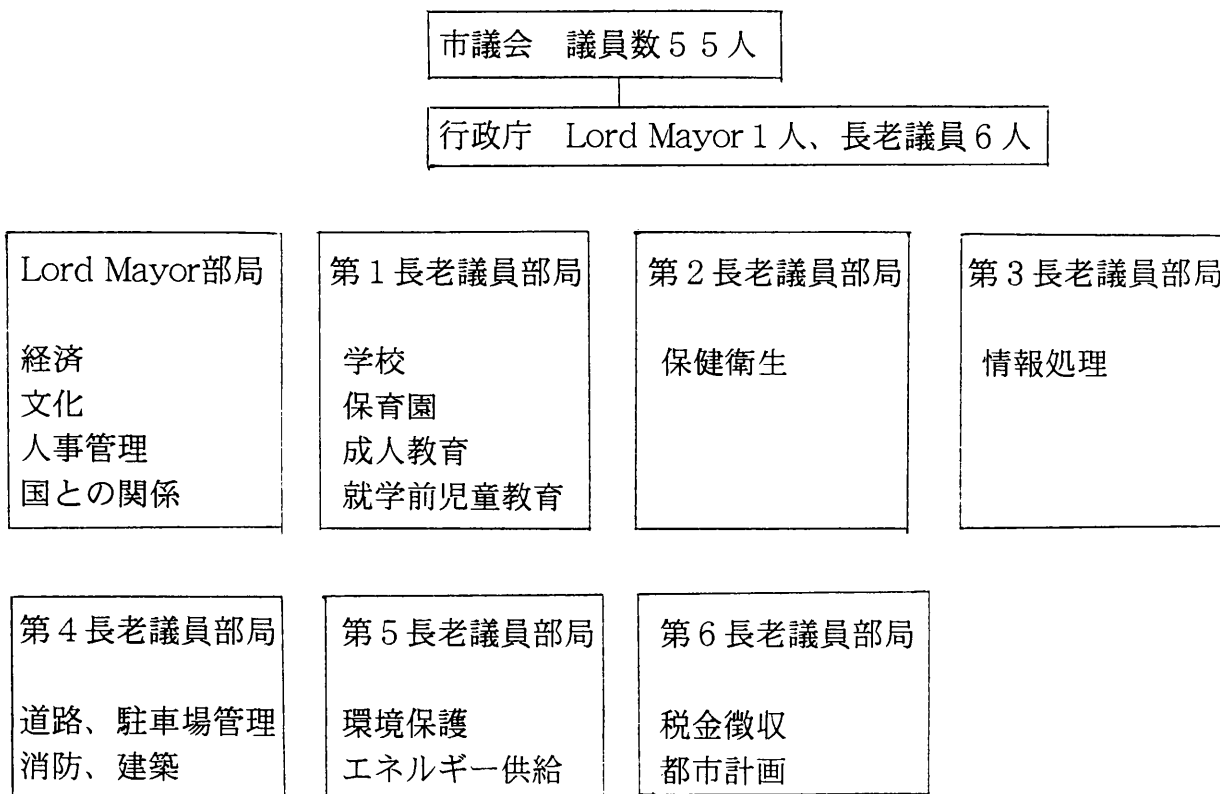 市議会　議員数５５人
行政庁　Lord Mayor１人、長老議員６人
Lord Mayor部局
経済
文化
人事管理
国との関係
第１長老議員部局
学校
保育園
成人教育
就学前児童教育
第２長老議員部局
保健衛生
第３長老議員部局
情報処理
第４長老議員部局
道路、駐車場管理
消防、建築
第５長老議員部局
環境保護
エネルギー供給
第６長老議員部局
税金徴収
都市計画